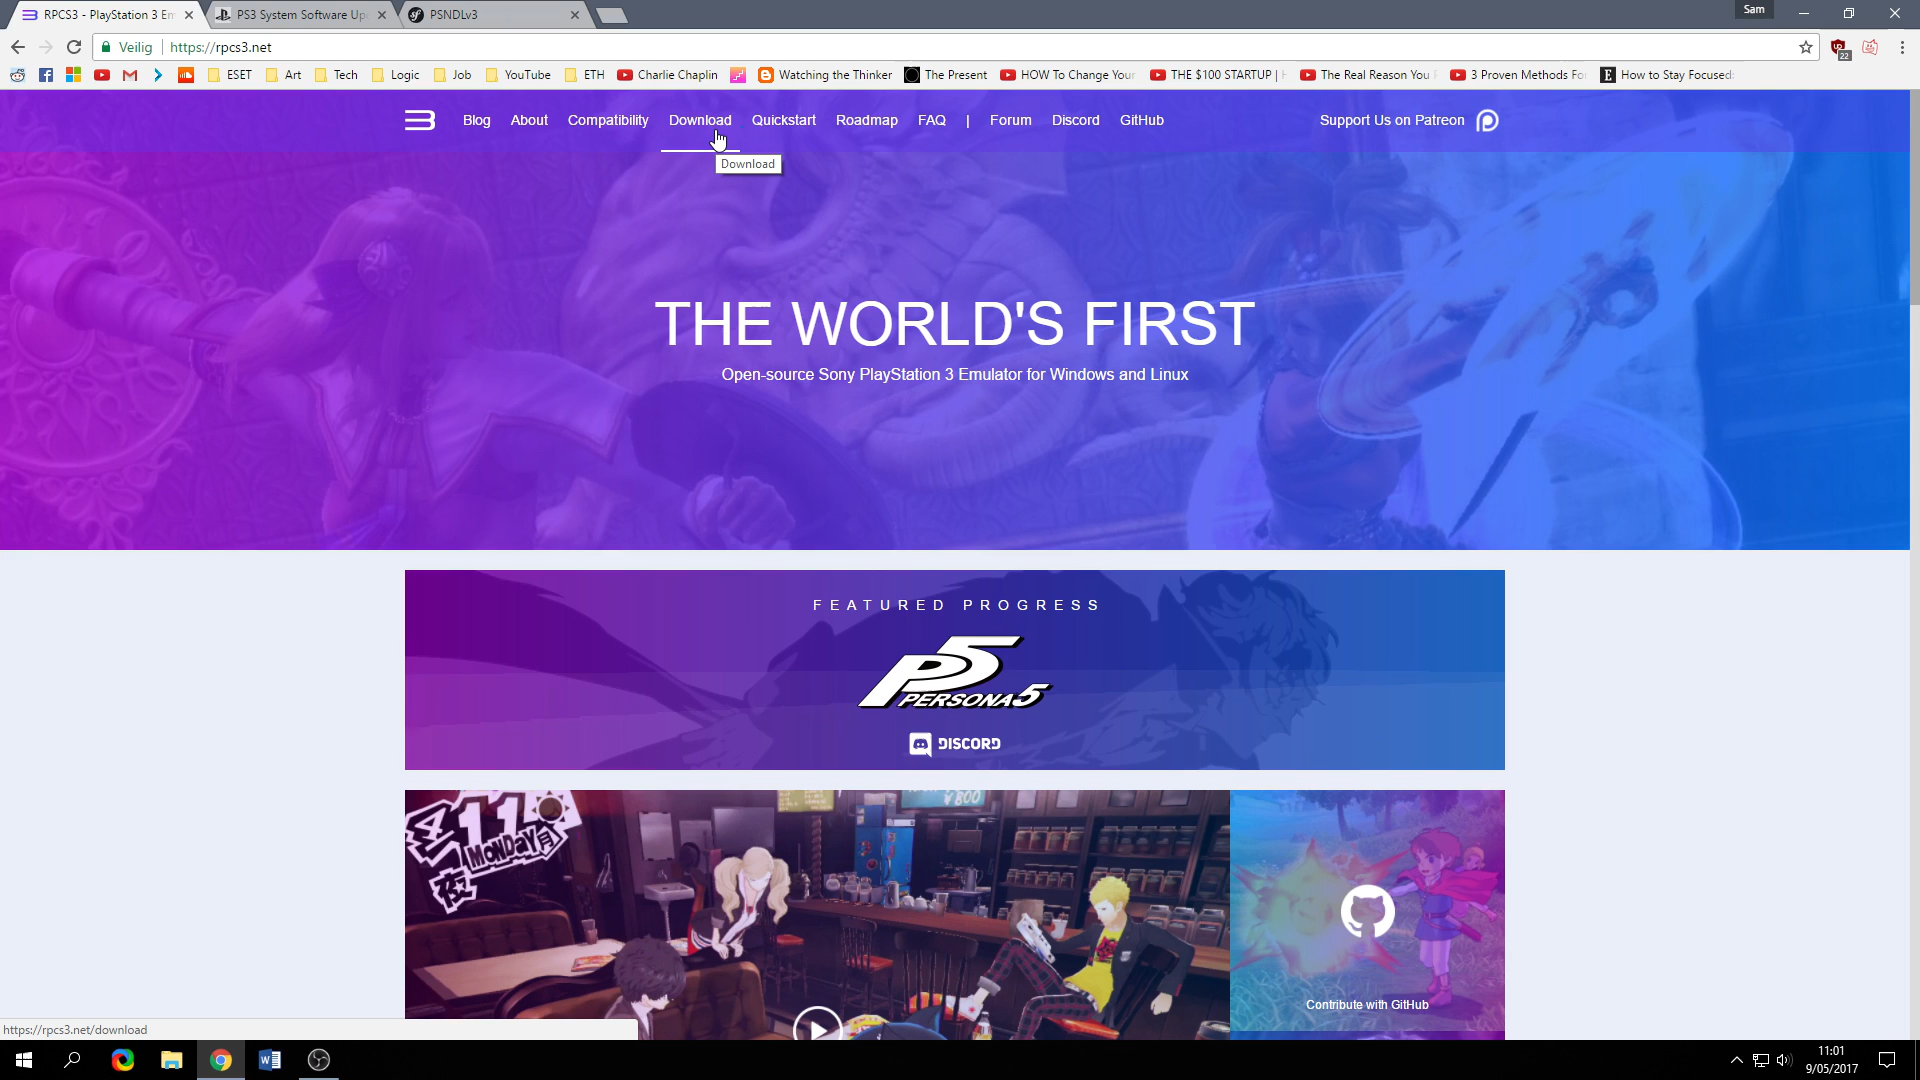 RPCS3 - PlayStation 3 Em
PS3 System Software Up
PSNDLv3
Sam
Veilig
https://rpcs3.net
22
ESET
Art
Tech
Logic
Job
YouTube
ETH
Charlie Chaplin
Watching the Thinker
The Present
HOW To Change Your
THE $100 STARTUP |
The Real Reason You
3 Proven Methods Fo
How to Stay Focused:
Blog About Compatibility Download Quickstart Roadmap FAQ | Forum Discord GitHub
Support Us on Patreon
Download
THE WORLD'S FIRST
Open-source Sony PlayStation 3 Emulator for Windows and Linux
FEATURED PROGRESS
P5
PERSONA5
DISCORD
11
MONDAY
夜
¥800
Contribute with GitHub
https://rpcs3.net/download
11:01
9/05/2017